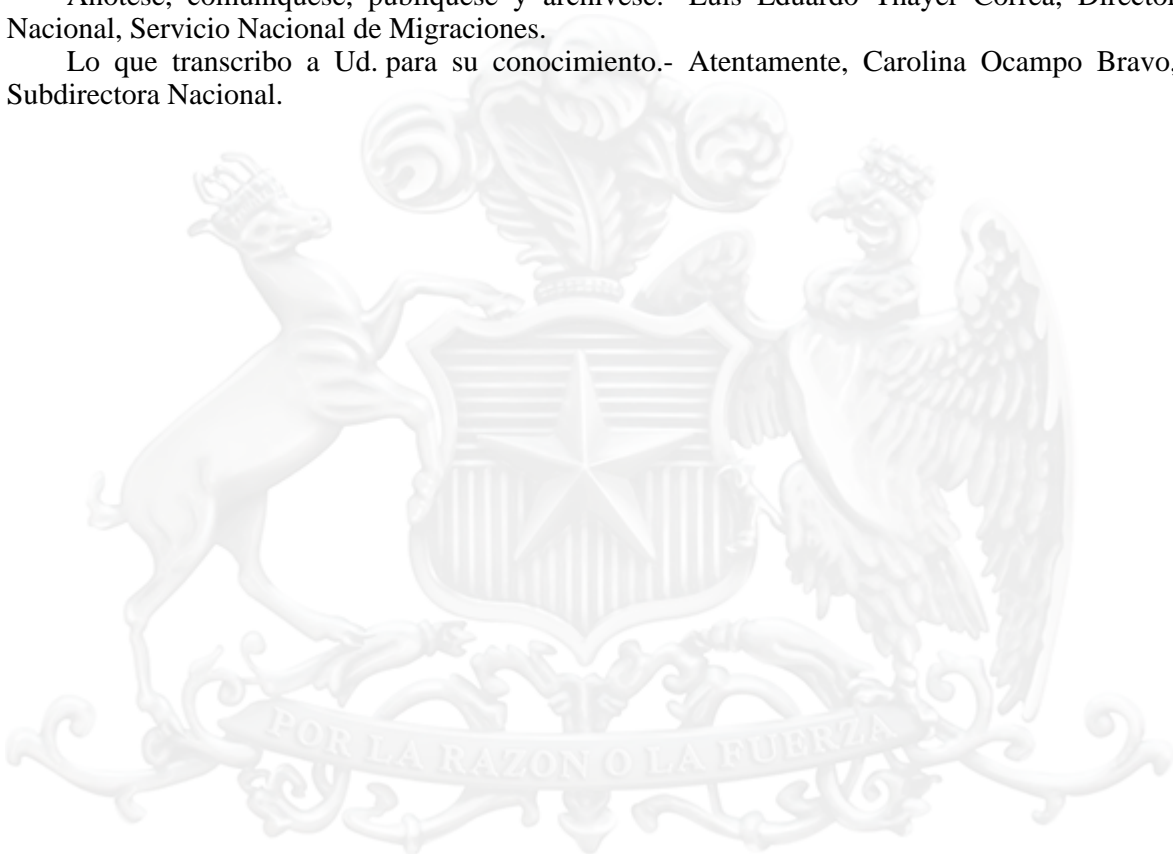 Anótese, comuníquese, publíquese y archívese.- Luis Eduardo Thayer Correa, Director
Nacional, Servicio Nacional de Migraciones.
Lo que transcribo a Ud. para su conocimiento.- Atentamente, Carolina Ocampo Bravo,
Subdirectora Nacional.
POR LA RAZON O LA FUERZA